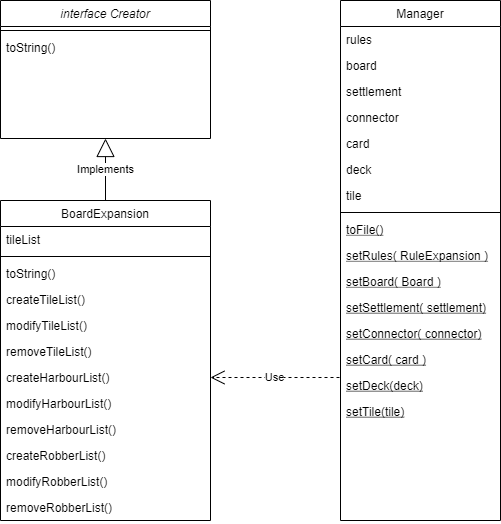 interface Creator
toString()
Implements
BoardExpansion
tileList
toString()
createTileList()
modifyTileList()
removeTileList()
createHarbourList()
modifyHarbourList()
removeHarbourList()
createRobberList()
modifyRobberList()
removeRobberList()
Use
Manager
rules
board
settlement
connector
card
deck
tile
toFile()
setRules( RuleExpansion )
setBoard( Board )
setSettlement( settlement)
setConnector( connector)
setCard( card )
setDeck(deck)
setTile(tile)